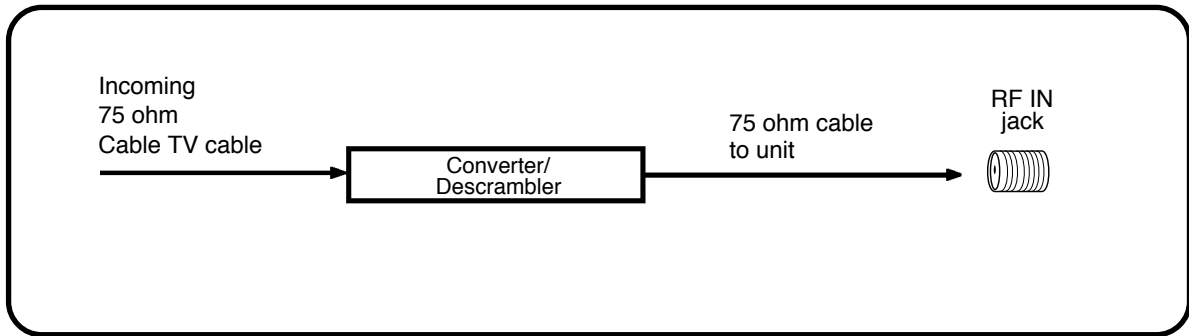 Incoming
75 ohm
Cable TV cable
Converter/
Descrambler
75 ohm cable
to unit
RF IN
jack